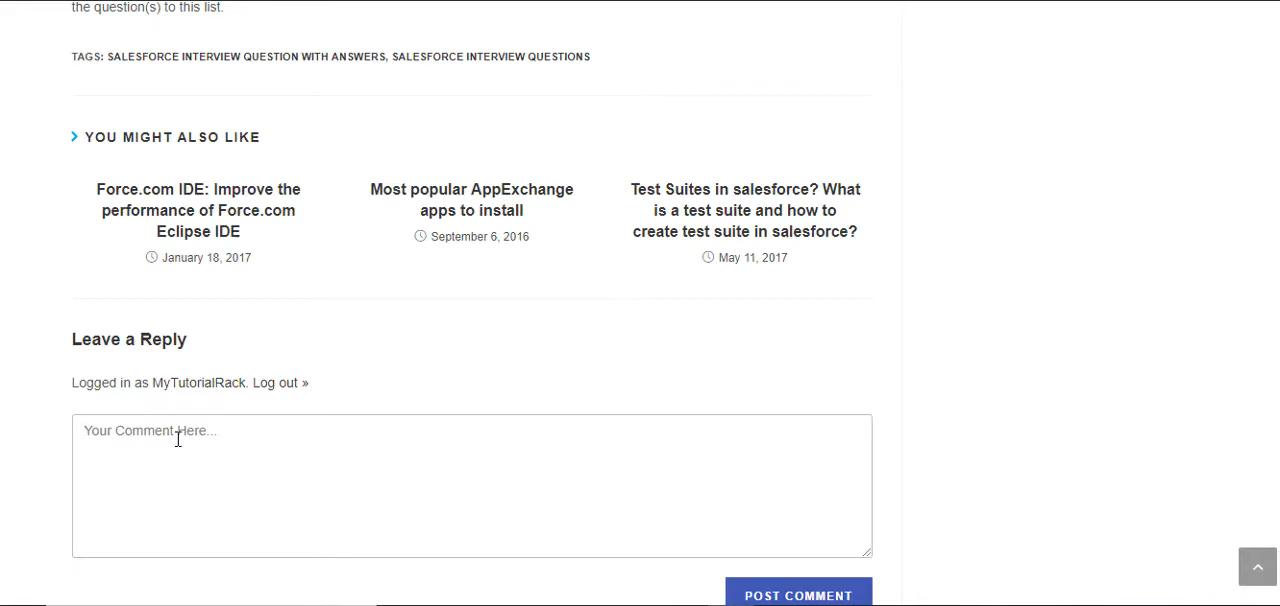 the question(s) to this list.
TAGS: SALESFORCE INTERVIEW QUESTION WITH ANSWERS, SALESFORCE INTERVIEW QUESTIONS
YOU MIGHT ALSO LIKE
Force.com IDE: Improve the
performance of Force.com
Eclipse IDE
January 18, 2017
Most popular AppExchange
apps to install
September 6, 2016
Test Suites in salesforce? What
is a test suite and how to
create test suite in salesforce?
May 11, 2017
Leave a Reply
Logged in as MyTutorialRack. Log out »
Your Comment Here...
POST COMMENT